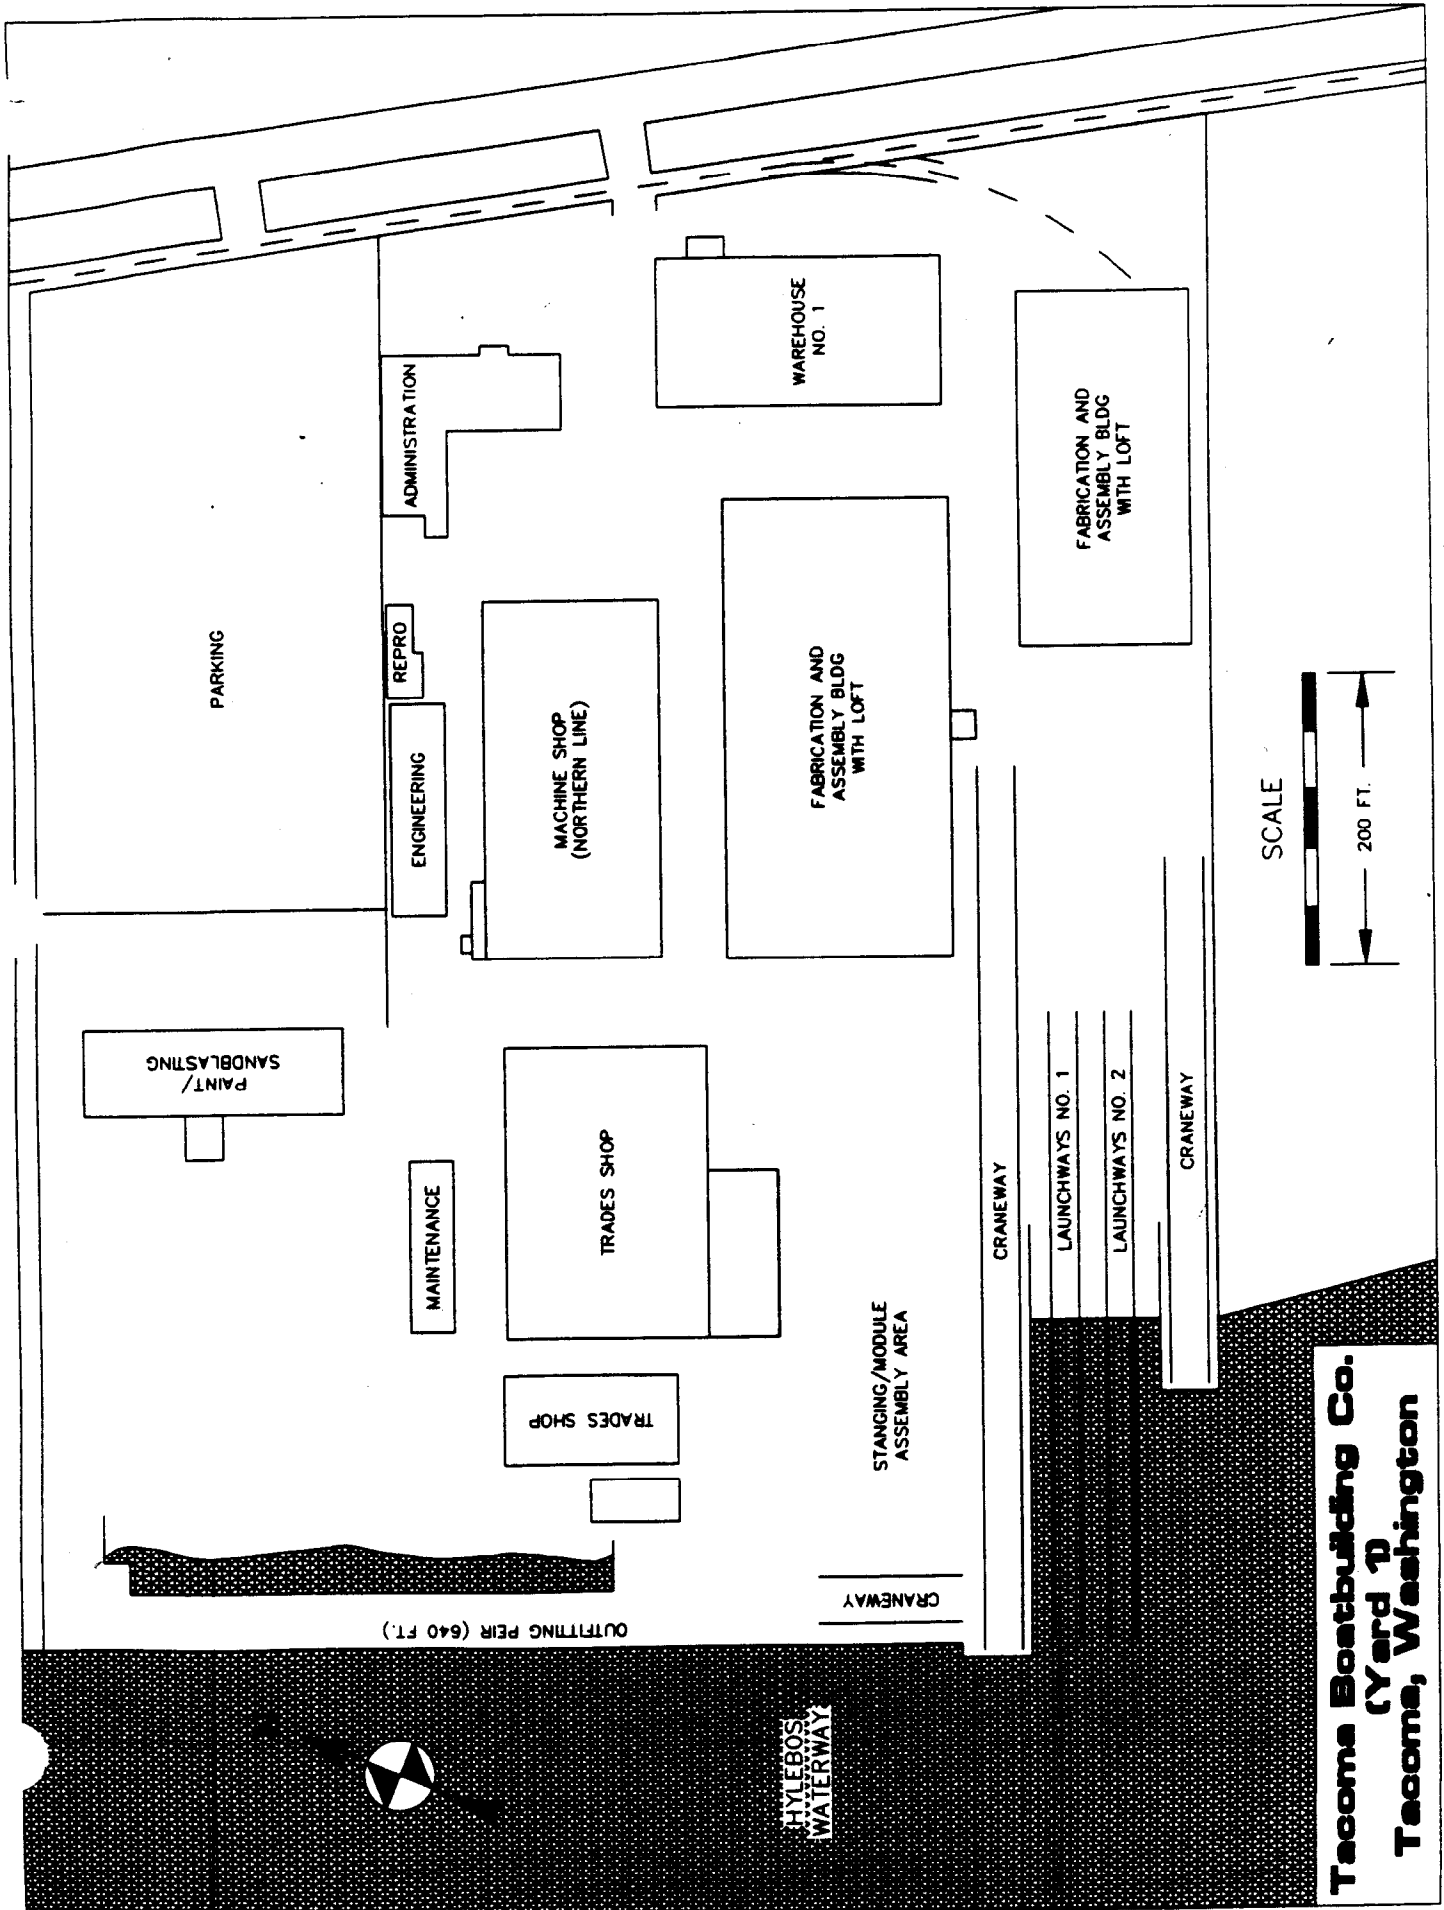 PARKING
ADMINISTRATION
REPRO
ENGINEERING
MACHINE SHOP
(NORTHERN LINE)
WAREHOUSE
NO. 1
FABRICATION AND
ASSEMBLY BLDG
WITH LOFT
FABRICATION AND
ASSEMBLY BLDG
WITH LOFT
PAINT/
SANDBLASTING
MAINTENANCE
TRADES SHOP
TRADES SHOP
STANGING/MODULE
ASSEMBLY AREA
CRANEWAY
LAUNCHWAYS NO. 1
LAUNCHWAYS NO. 2
CRANEWAY
CRANEWAY
OUTFITTING PEIR (640 FT.)
HYLEBOS
WATERWAY
SCALE
200 FT.
Tacoma Boatbuilding Co.
(Yard 1)
Tacoma, Washington